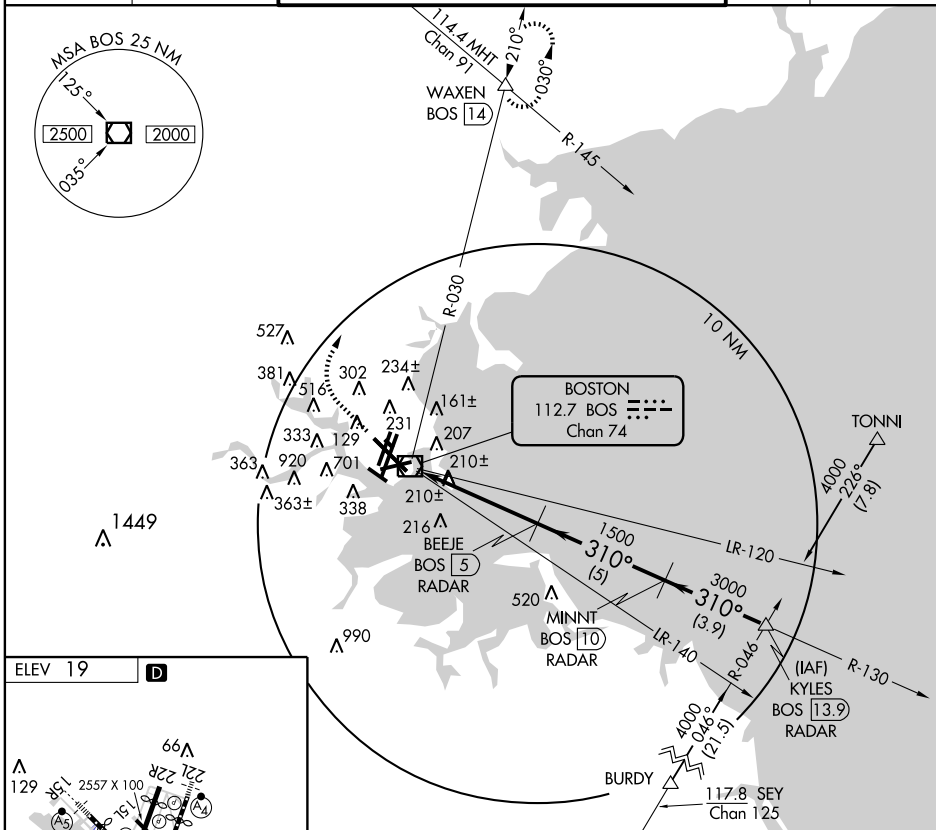 MSA BOS 25 NM
125°
2500
2000
035°
114.4 MHT
Chan 91
210°
030°
WAXEN
BOS 14
R-145
R-030
10 NM
527
381
516
302
234±
161±
231
333
129
207
363
920
701
210±
363±
338
210±
216
1449
990
520
BOSTON
112.7 BOS
Chan 74
TONNI
4000
226°
(7.8)
BEEJE
BOS 5
RADAR
1500
310°
(5)
LR-120
3000
310°
(3.9)
MINNT
BOS 10
RADAR
LR-140
R-046
(IAF)
KYLES
BOS 13.9
RADAR
R-130
4000
046°
(21.5)
BURDY
117.8 SEY
Chan 125
ELEV 19
D
66
129
15R
2557 X 100
15L
22R
22L
A5
A4
P
P